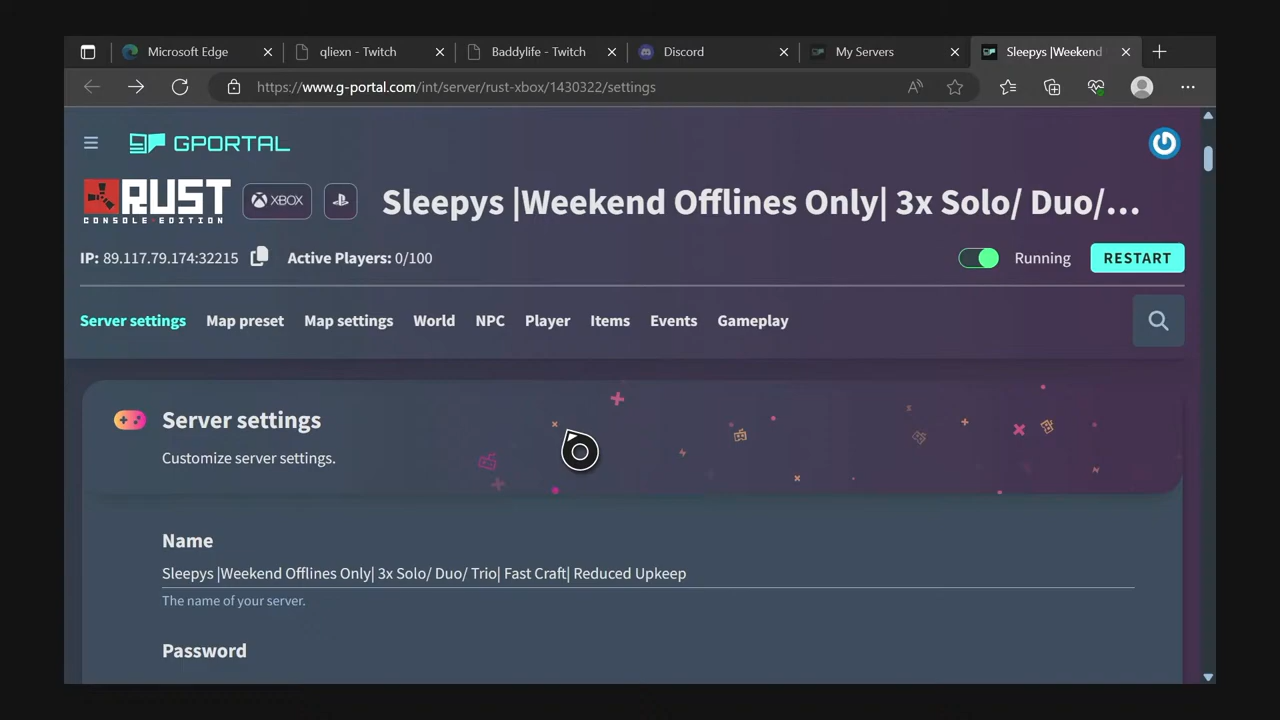 Microsoft Edge
qliexn - Twitch
Baddylife - Twitch
Discord
My Servers
Sleepys |Weekend
https://www.g-portal.com/int/server/rust-xbox/1430322/settings
GPORTAL
RUST
CONSOLE EDITION
XBOX
Sleepys |Weekend Offlines Only| 3x Solo/ Duo/...
IP: 89.117.79.174:32215
Active Players: 0/100
Running
RESTART
Server settings
Map preset
Map settings
World
NPC
Player
Items
Events
Gameplay
Server settings
Customize server settings.
Name
Sleepys |Weekend Offlines Only| 3x Solo/ Duo/ Trio| Fast Craft| Reduced Upkeep
The name of your server.
Password